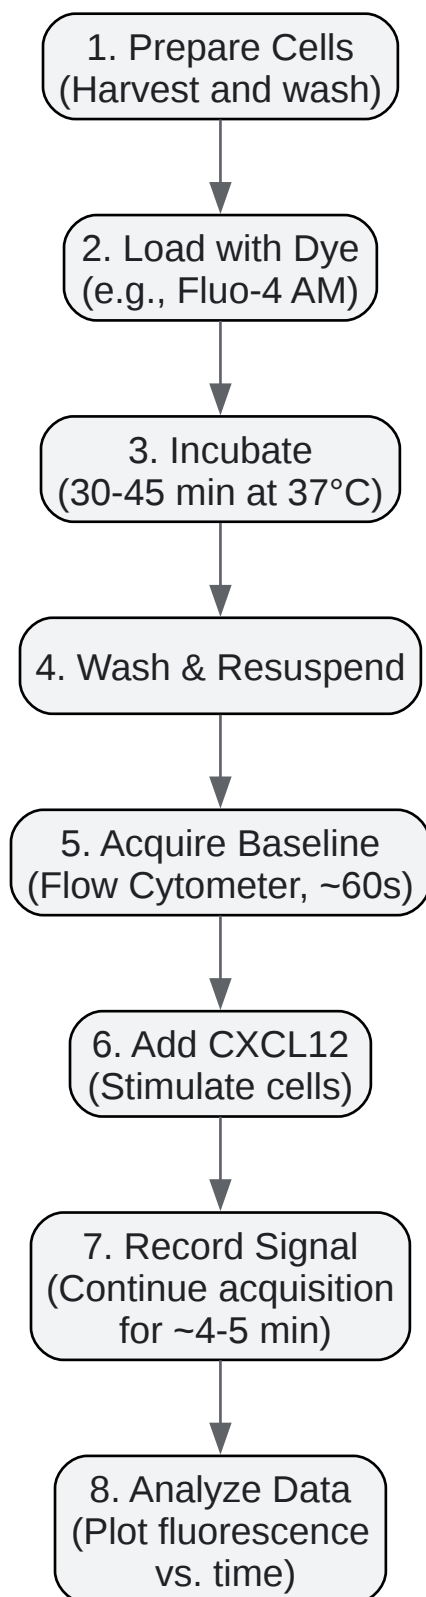 1. Prepare Cells
(Harvest and wash)
2. Load with Dye
(e.g., Fluo-4 AM)
3. Incubate
(30-45 min at 37°C)
4. Wash & Resuspend
5. Acquire Baseline
(Flow Cytometer, ~60s)
6. Add CXCL12
(Stimulate cells)
7. Record Signal
(Continue acquisition
for ~4-5 min)
8. Analyze Data
(Plot fluorescence
vs. time)